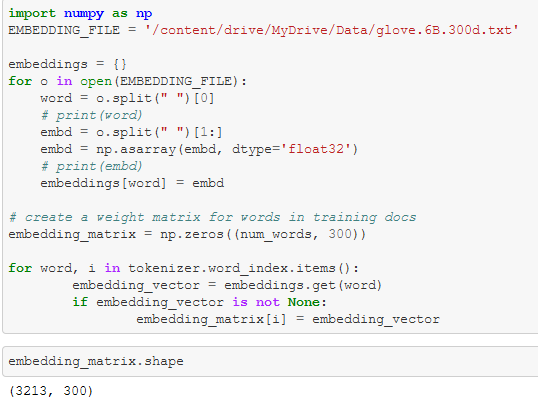 import numpy as np
EMBEDDING_FILE = '/content/drive/MyDrive/Data/glove.6B.300d.txt'
embeddings = {}
for o in open(EMBEDDING_FILE):
    word = o.split(" ")[0]
    # print(word)
    embd = o.split(" ")[1:]
    embd = np.asarray(embd, dtype='float32')
    # print(embd)
    embeddings[word] = embd
# create a weight matrix for words in training docs
embedding_matrix = np.zeros((num_words, 300))
for word, i in tokenizer.word_index.items():
        embedding_vector = embeddings.get(word)
        if embedding_vector is not None:
                embedding_matrix[i] = embedding_vector
embedding_matrix.shape
(3213, 300)